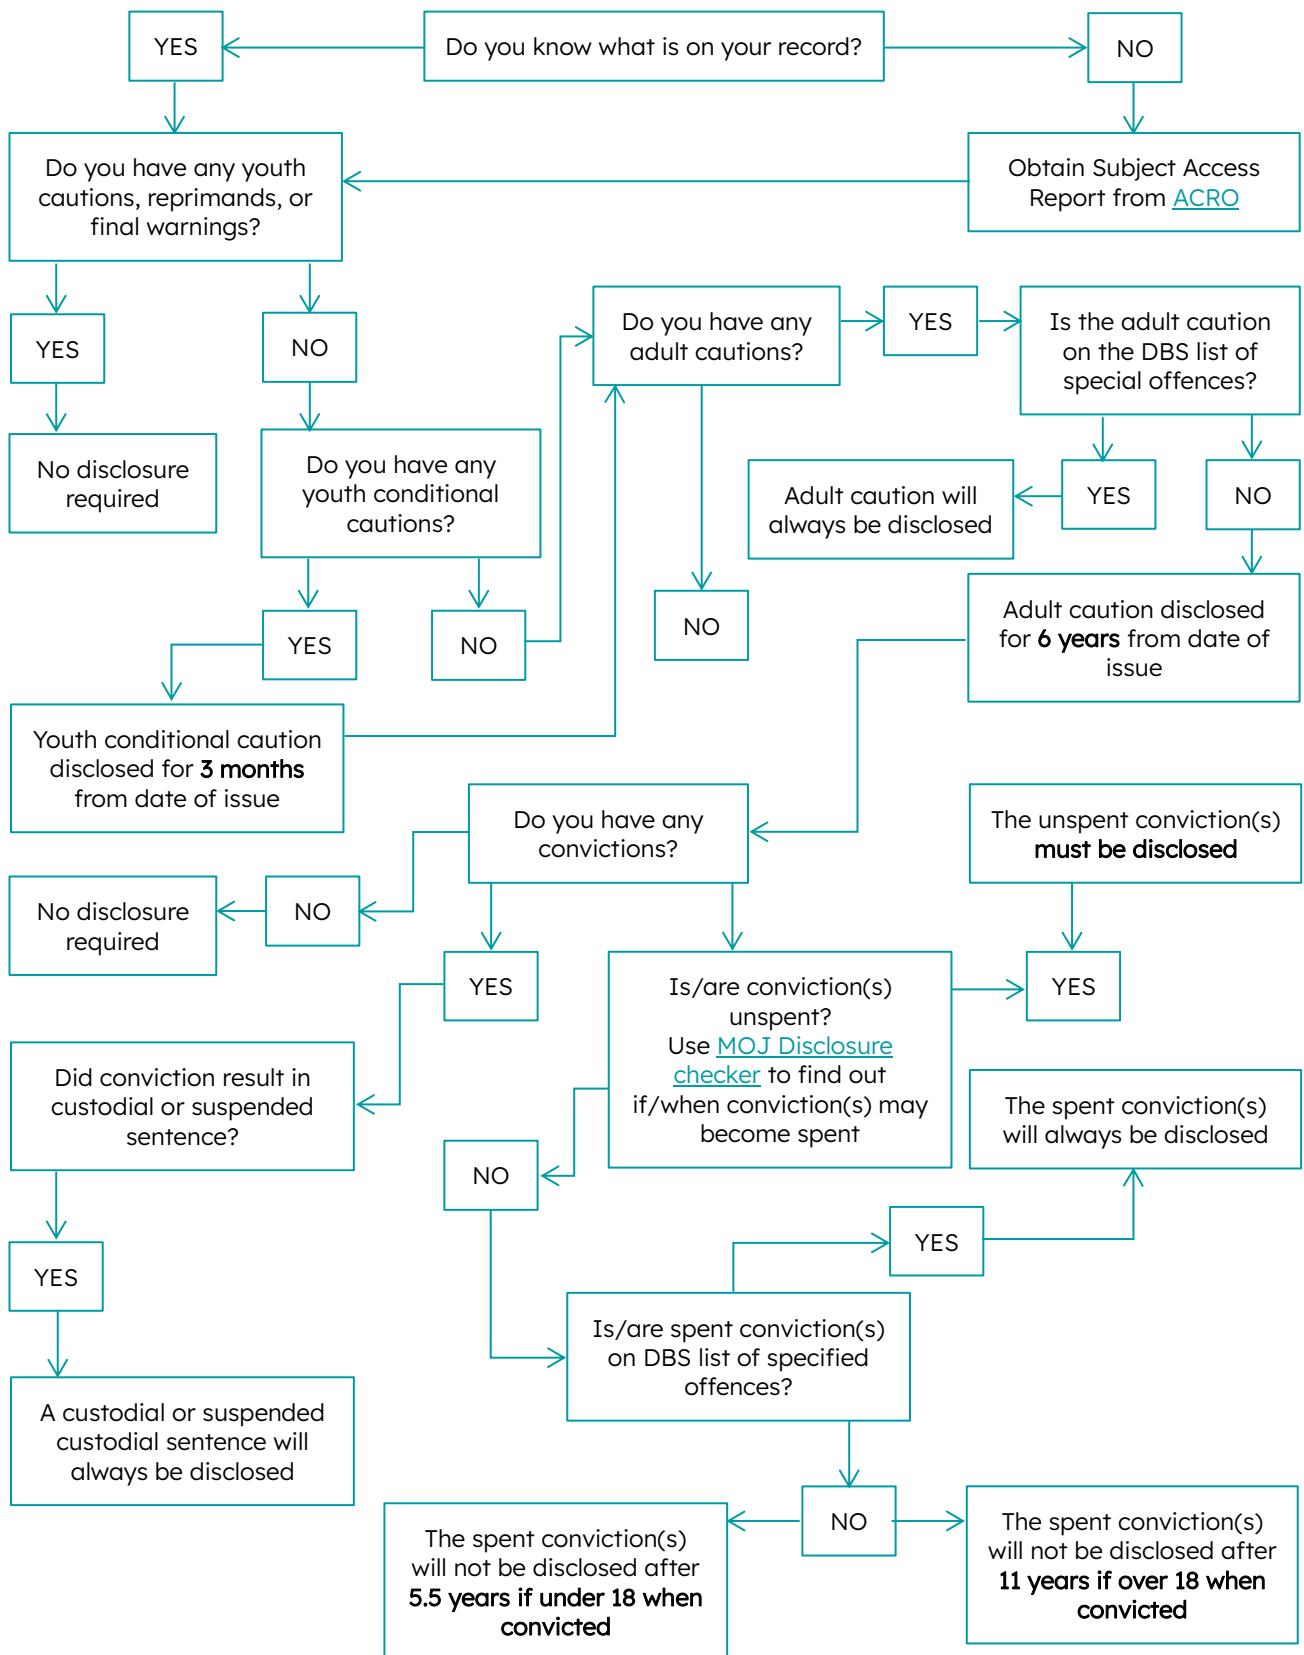 YES
Do you know what is on your record?
NO
Do you have any youth
cautions, reprimands, or
final warnings?
Obtain Subject Access
Report from ACRO
YES
NO
Do you have any
adult cautions?
YES
Is the adult caution
on the DBS list of
special offences?
No disclosure
required
Do you have any
youth conditional
cautions?
Adult caution will
always be disclosed
YES
NO
YES
NO
NO
Adult caution disclosed
for 6 years from date of
issue
Youth conditional caution
disclosed for 3 months
from date of issue
Do you have any
convictions?
The unspent conviction(s)
must be disclosed
No disclosure
required
NO
YES
Is/are conviction(s)
unspent?
Use MOJ Disclosure
checker to find out
if/when conviction(s) may
become spent
YES
Did conviction result in
custodial or suspended
sentence?
The spent conviction(s)
will always be disclosed
NO
YES
YES
Is/are spent conviction(s)
on DBS list of specified
offences?
A custodial or suspended
custodial sentence will
always be disclosed
NO
The spent conviction(s)
will not be disclosed after
5.5 years if under 18 when
convicted
The spent conviction(s)
will not be disclosed after
11 years if over 18 when
convicted